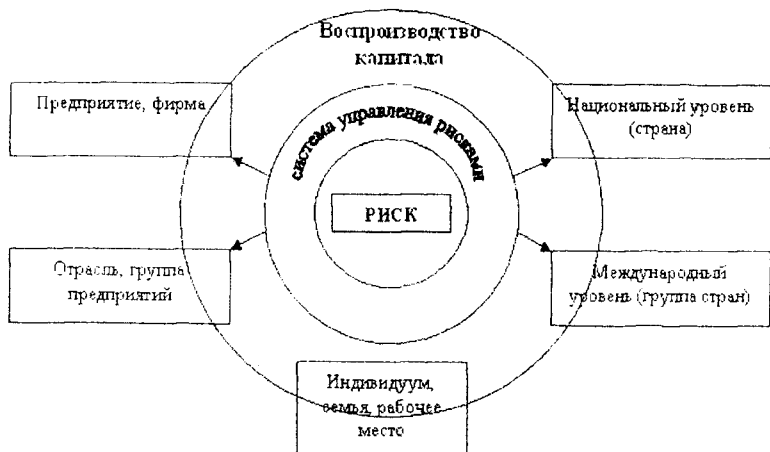 Воспроизводство
капитала
Предприятие, фирма
Национальный уровень
(страна)
система управления рисками
РИСК
Отрасль, группа
предприятий
Международный
уровень (группа стран)
Индивидуум,
семья, рабочее
место